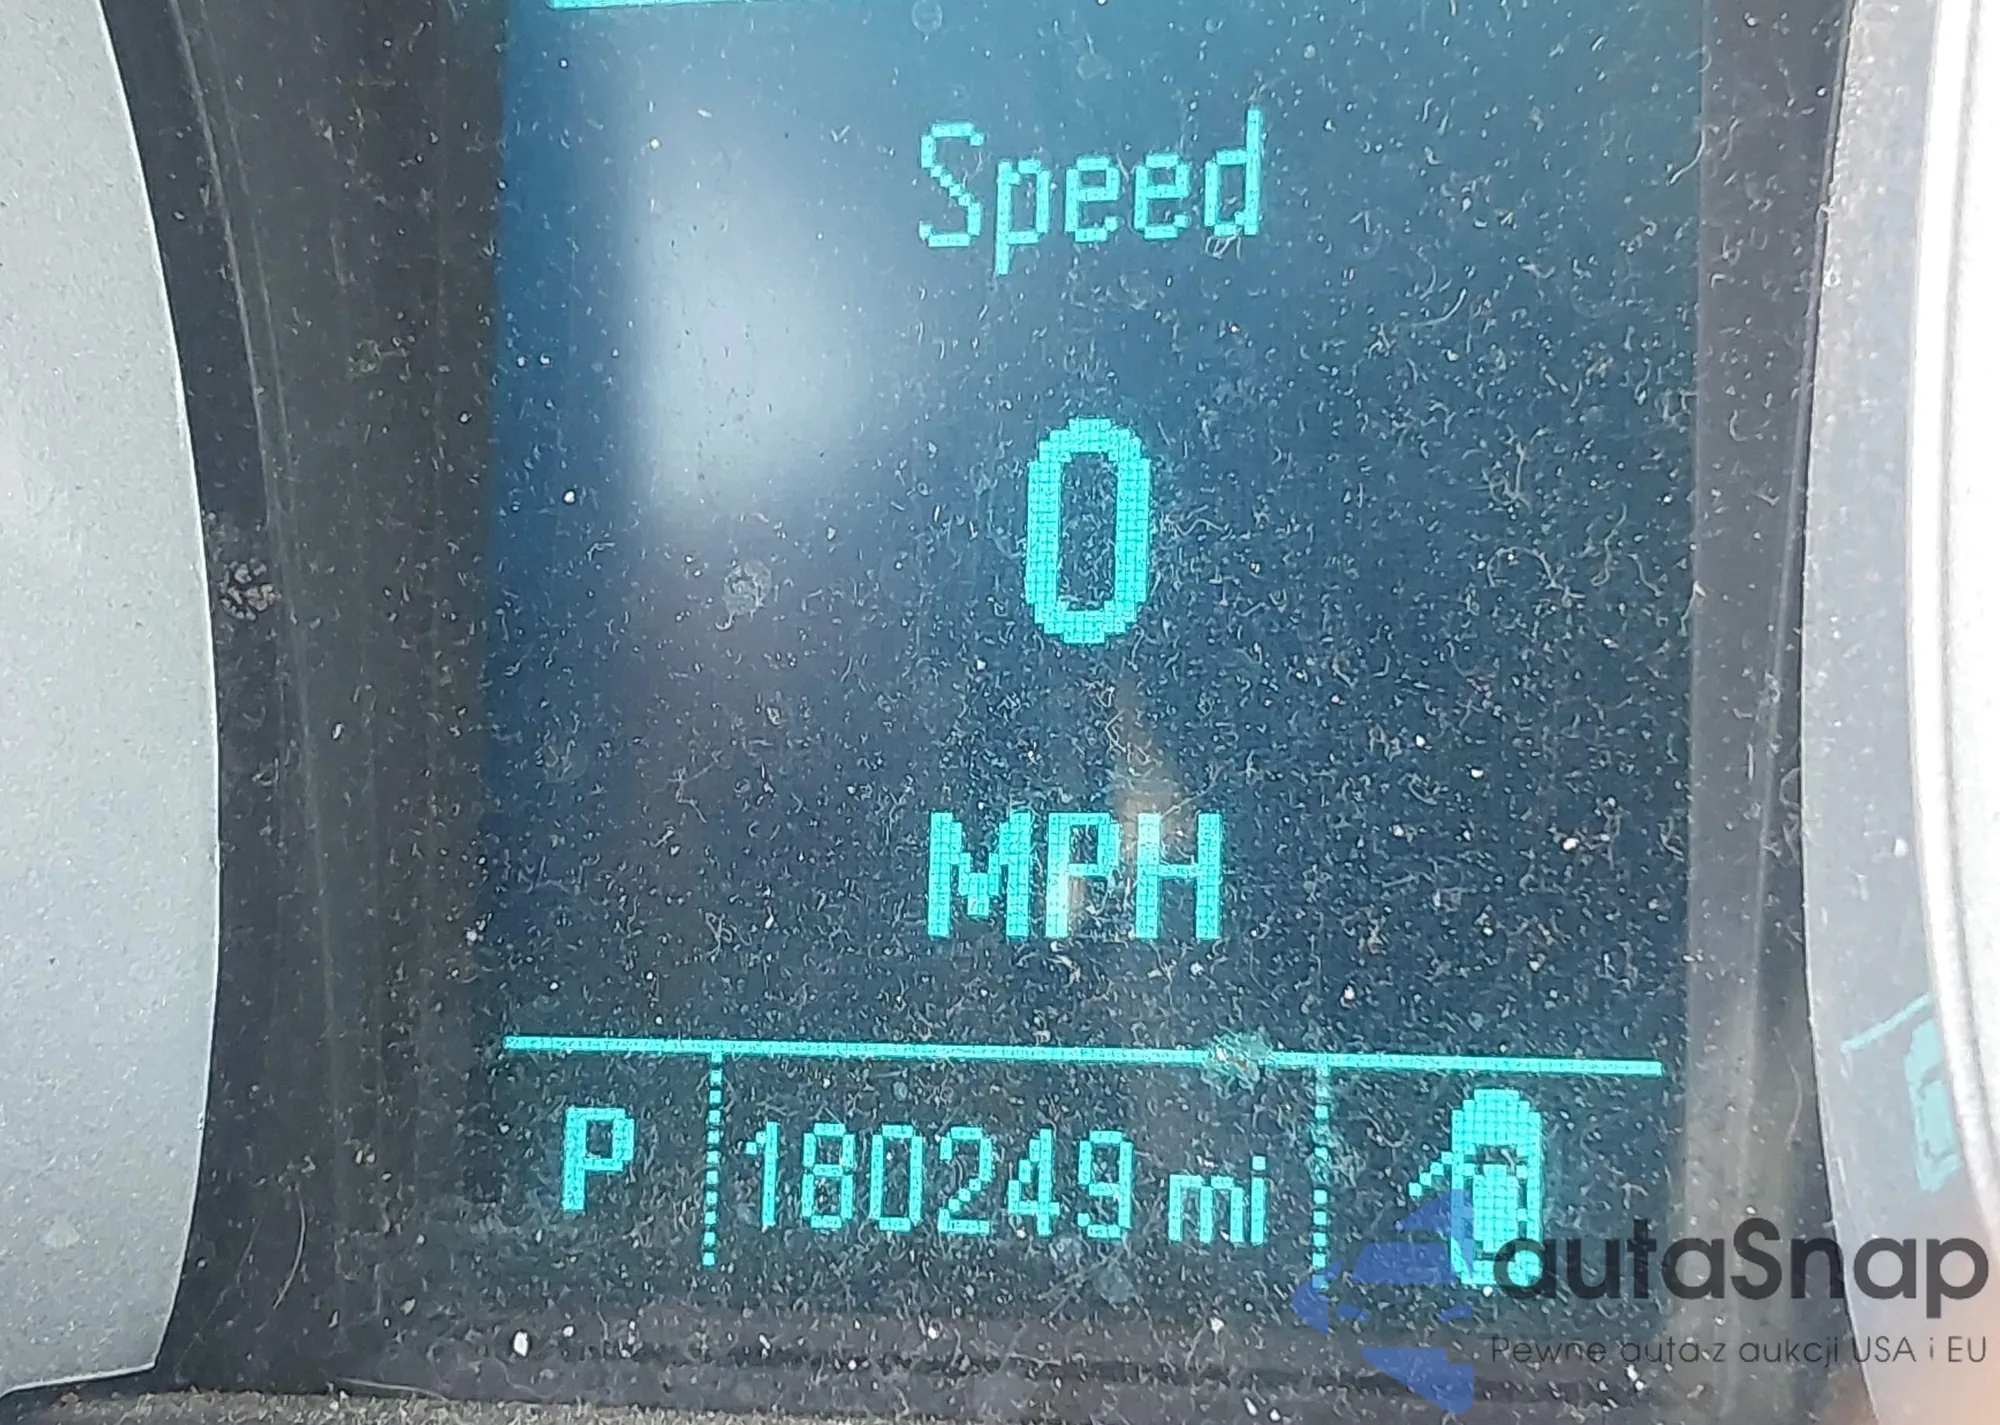 Speed
0
MPH
P 180249 mi
autaSnap
Pewne auta z aukcji USA i EU